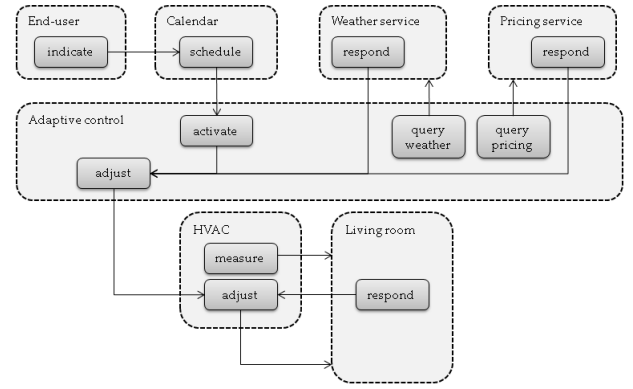 End-user
Calendar
Weather service
Pricing service
indicate
schedule
respond
respond
Adaptive control
activate
query
weather
query
pricing
adjust
HVAC
Living room
measure
adjust
respond